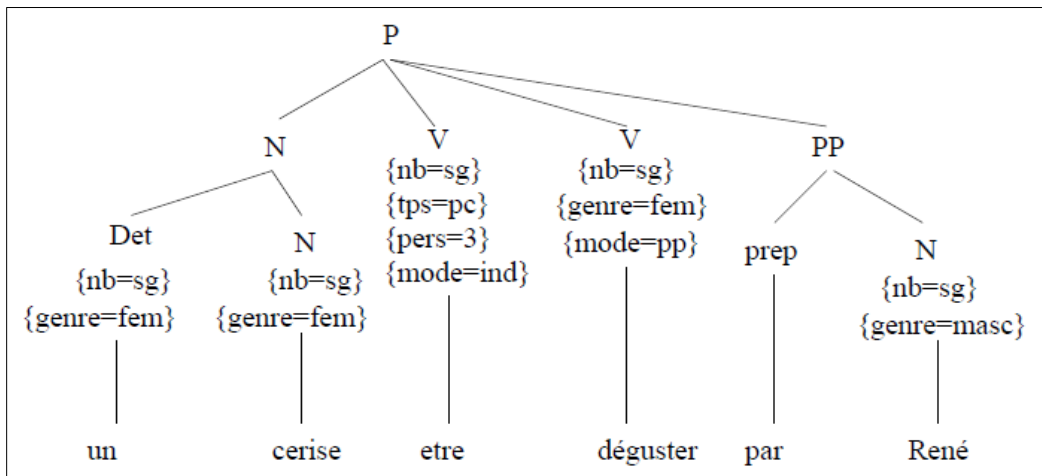 P
N V V PP
{nb=sg} {nb=sg}
{tps=pc} {genre=fem}
Det N {pers=3} {mode=pp} prep N
{nb=sg} {nb=sg} {mode=ind} {nb=sg}
{genre=fem} {genre=fem} {genre=masc}
un cerise etre déguster par René